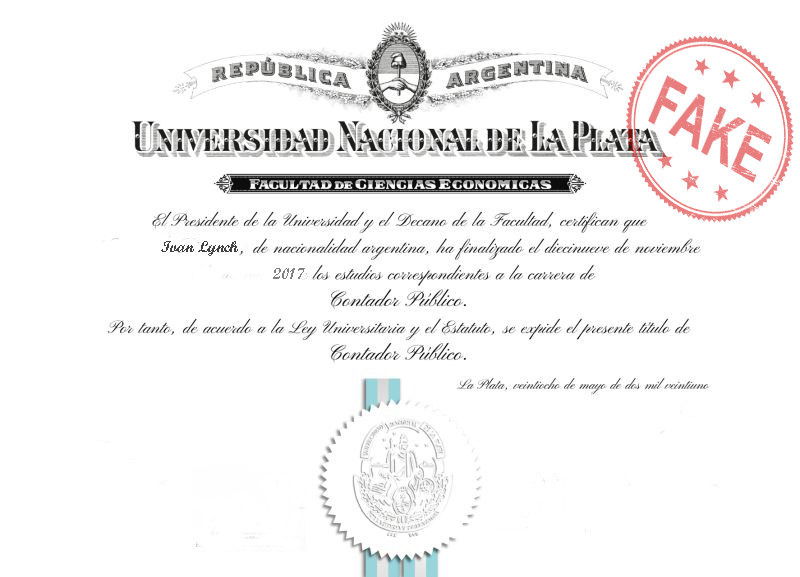 REPÚBLICA ARGENTINA
UNIVERSIDAD NACIONAL DE LA PLATA
FACULTAD DE CIENCIAS ECONOMICAS
FAKE
El Presidente de la Universidad y el Decano de la Facultad, certifican que
Ivan Lynch, de nacionalidad argentina, ha finalizado el diecinueve de noviembre
2017 los estudios correspondientes a la carrera de
Contador Público.
Por tanto, de acuerdo a la Ley Universitaria y el Estatuto, se expide el presente título de
Contador Público.
La Plata, veintiocho de mayo de dos mil veintiuno